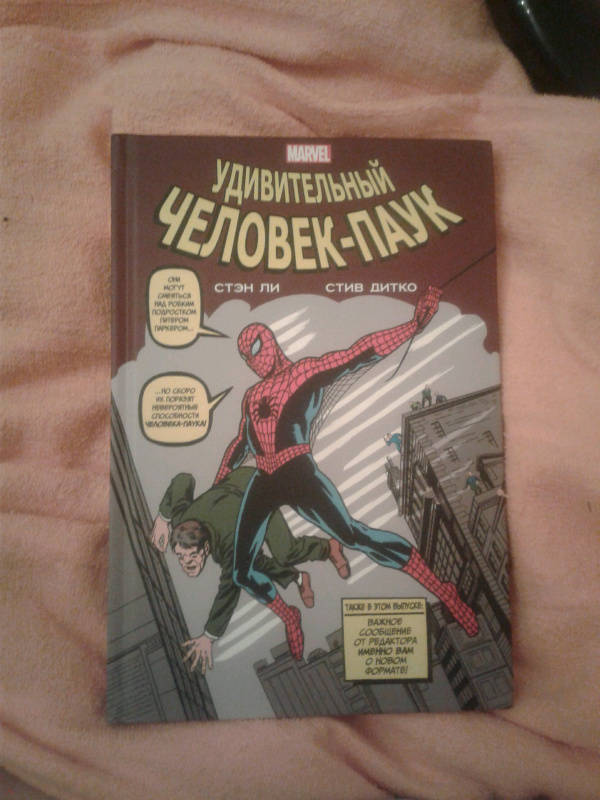 MARVEL
УДИВИТЕЛЬНЫЙ
ЧЕЛОВЕК-ПАУК
СТЭН ЛИ СТИВ ДИТКО
ОНИ
МОГУТ
СМЕЯТЬСЯ
НАД РОБКИМ
ПОДРОСТКОМ
ПИТЕРОМ
ПАРКЕРОМ...
...НО СКОРО
ИХ ПОРАЗЯТ
НЕВЕРОЯТНЫЕ
СПОСОБНОСТИ
ЧЕЛОВЕКА-ПАУКА!
ТАКЖЕ В ЭТОМ ВЫПУСКЕ:
ВАЖНОЕ
СООБЩЕНИЕ
ОТ РЕДАКТОРА
ИМЕННО ВАМ
О НОВОМ
ФОРМАТЕ!